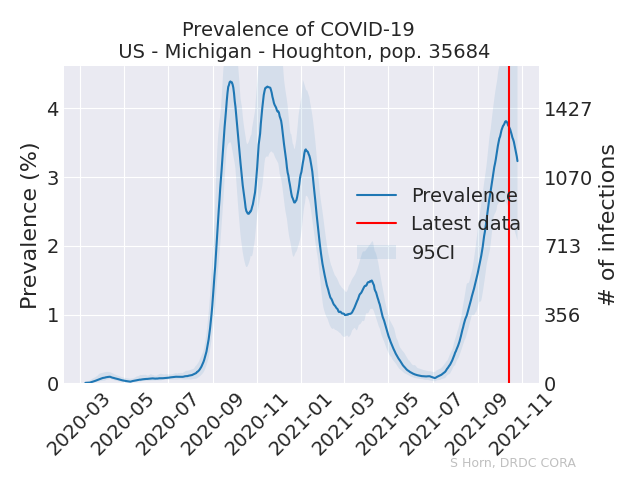 Prevalence of COVID-19
US - Michigan - Houghton, pop. 35684
Prevalence (%)
4
3
2
1
0
1427
1070
713
356
0
# of infections
Prevalence
Latest data
95CI
2020-03
2020-05
2020-07
2020-09
2020-11
2021-01
2021-03
2021-05
2021-07
2021-09
2021-11
S Horn, DRDC CORA